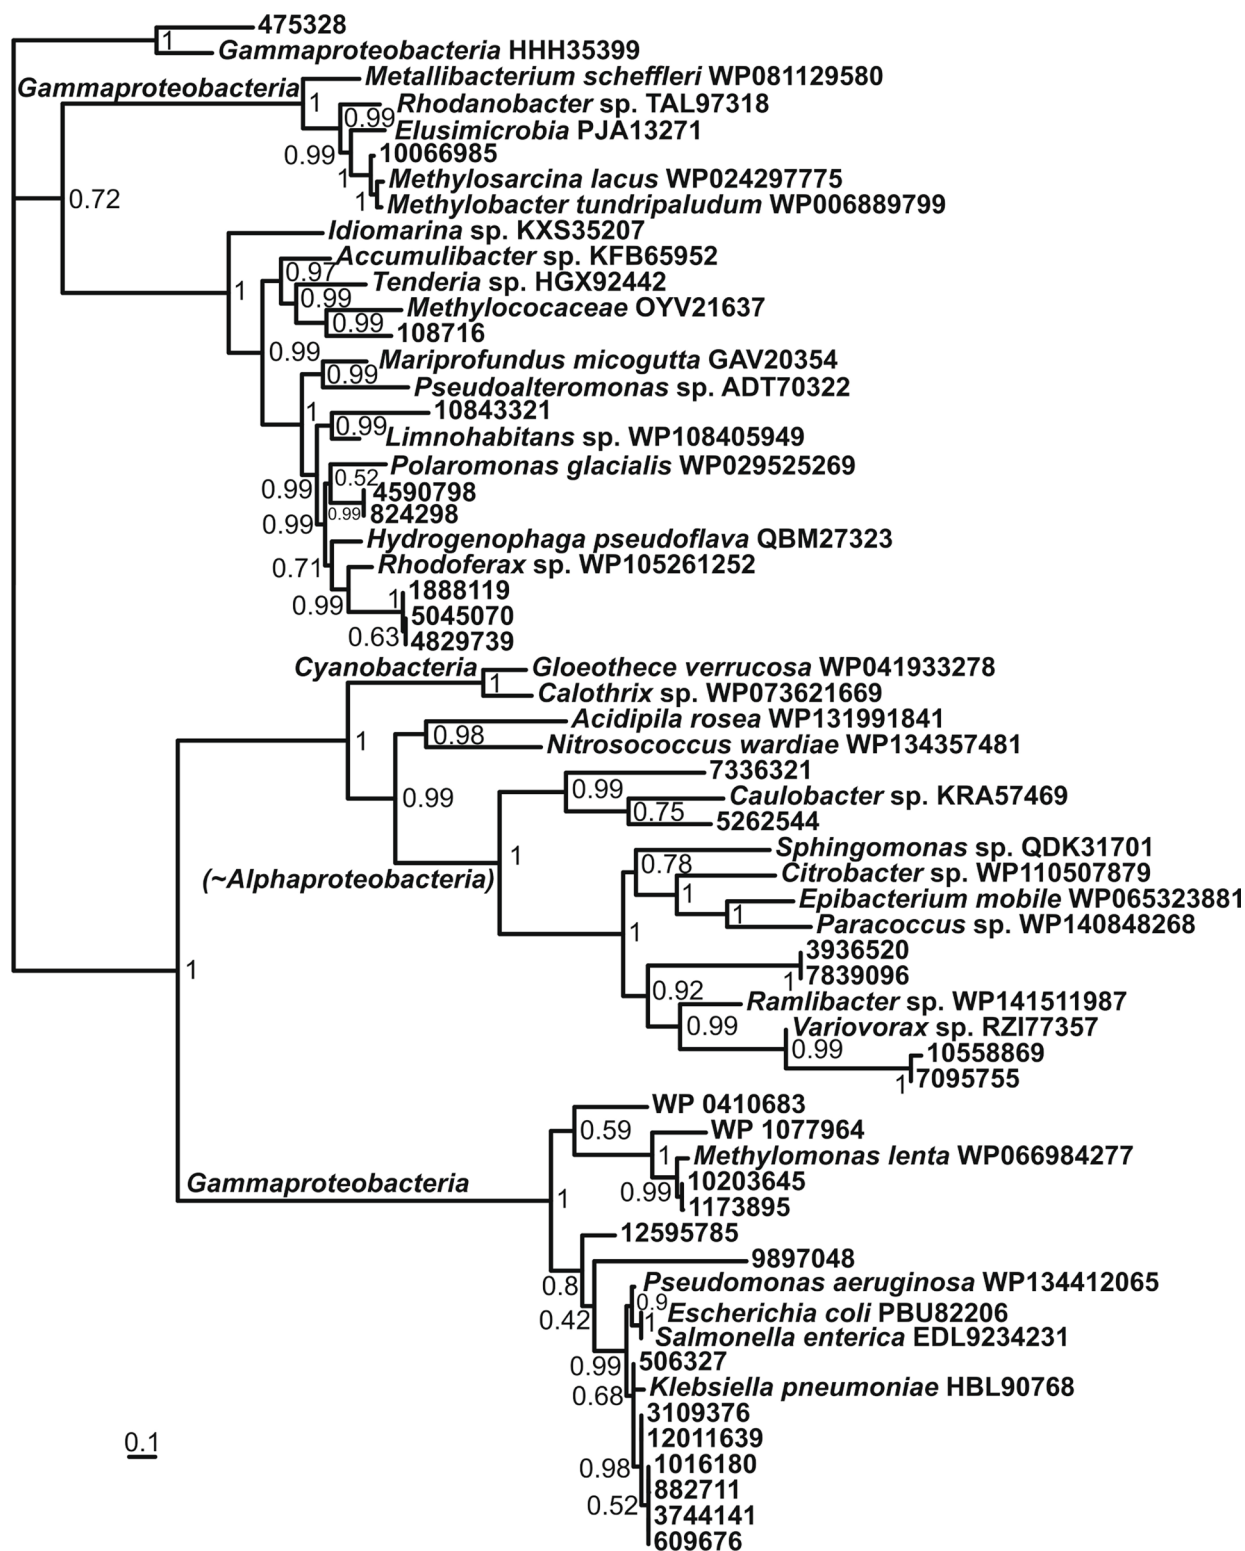 475328
1
Gammaproteobacteria HHH35399
Metallibacterium scheffleri WP081129580
Gammaproteobacteria
1
Rhodanobacter sp. TAL97318
0.99
Elusimicrobia PJA13271
0.99
10066985
1
Methylosarcina lacus WP024297775
0.72
1
Methylobacter tundripaludum WP006889799
Idiomarina sp. KXS35207
Accumulibacter sp. KFB65952
0.97
Tenderia sp. HGX92442
1
0.99
Methylococaceae OYV21637
0.99
108716
0.99
Mariprofundus micogutta GAV20354
0.99
Pseudoalteromonas sp. ADT70322
1
10843321
0.99
Limnohabitans sp. WP108405949
Polaromonas glacialis WP029525269
0.52
0.99
4590798
0.99
824298
0.99
Hydrogenophaga pseudoflava QBM27323
0.71
Rhodoferax sp. WP105261252
1
1888119
0.99
5045070
0.63
4829739
Cyanobacteria
Gloeothece verrucosa WP041933278
1
Calothrix sp. WP073621669
Acidipila rosea WP131991841
1
0.98
Nitrosococcus wardiae WP134357481
7336321
0.99
0.99
Caulobacter sp. KRA57469
0.75
5262544
1
Sphingomonas sp. QDK31701
0.78
(~Alphaproteobacteria)
Citrobacter sp. WP110507879
1
Epibacterium mobile WP065323881
1
Paracoccus sp. WP140848268
1
3936520
1
7839096
1
0.92
Ramlibacter sp. WP141511987
0.99
Variovorax sp. RZI77357
0.99
10558869
1
7095755
WP 0410683
0.59
WP 1077964
1
Methylomonas lenta WP066984277
Gammaproteobacteria
10203645
0.99
1
1173895
12595785
9897048
0.8
Pseudomonas aeruginosa WP134412065
0.9
Escherichia coli PBU82206
0.42
1
Salmonella enterica EDL9234231
0.99
506327
0.68
Klebsiella pneumoniae HBL90768
3109376
12011639
0.1
0.98
1016180
882711
0.52
3744141
609676